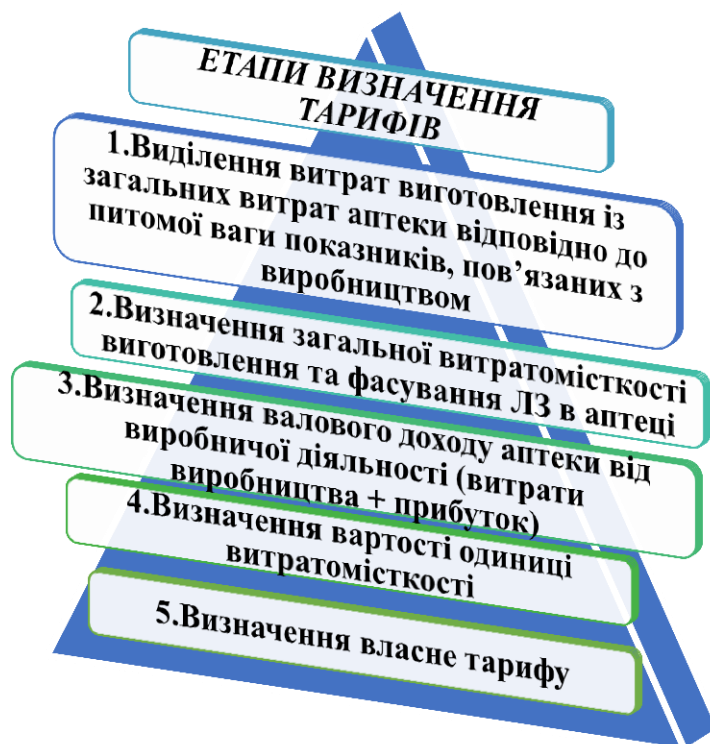 ЕТАПИ ВИЗНАЧЕННЯ
ТАРИФІВ
1.Виділення витрат виготовлення із
загальних витрат аптеки відповідно до
питомої ваги показників, пов’язаних з
виробництвом
2.Визначення загальної витратомісткості
виготовлення та фасування ЛЗ в аптеці
3.Визначення валового доходу аптеки від
виробничої діяльності (витрати
виробництва + прибуток)
4.Визначення вартості одиниці
витратомісткості
5.Визначення власне тарифу